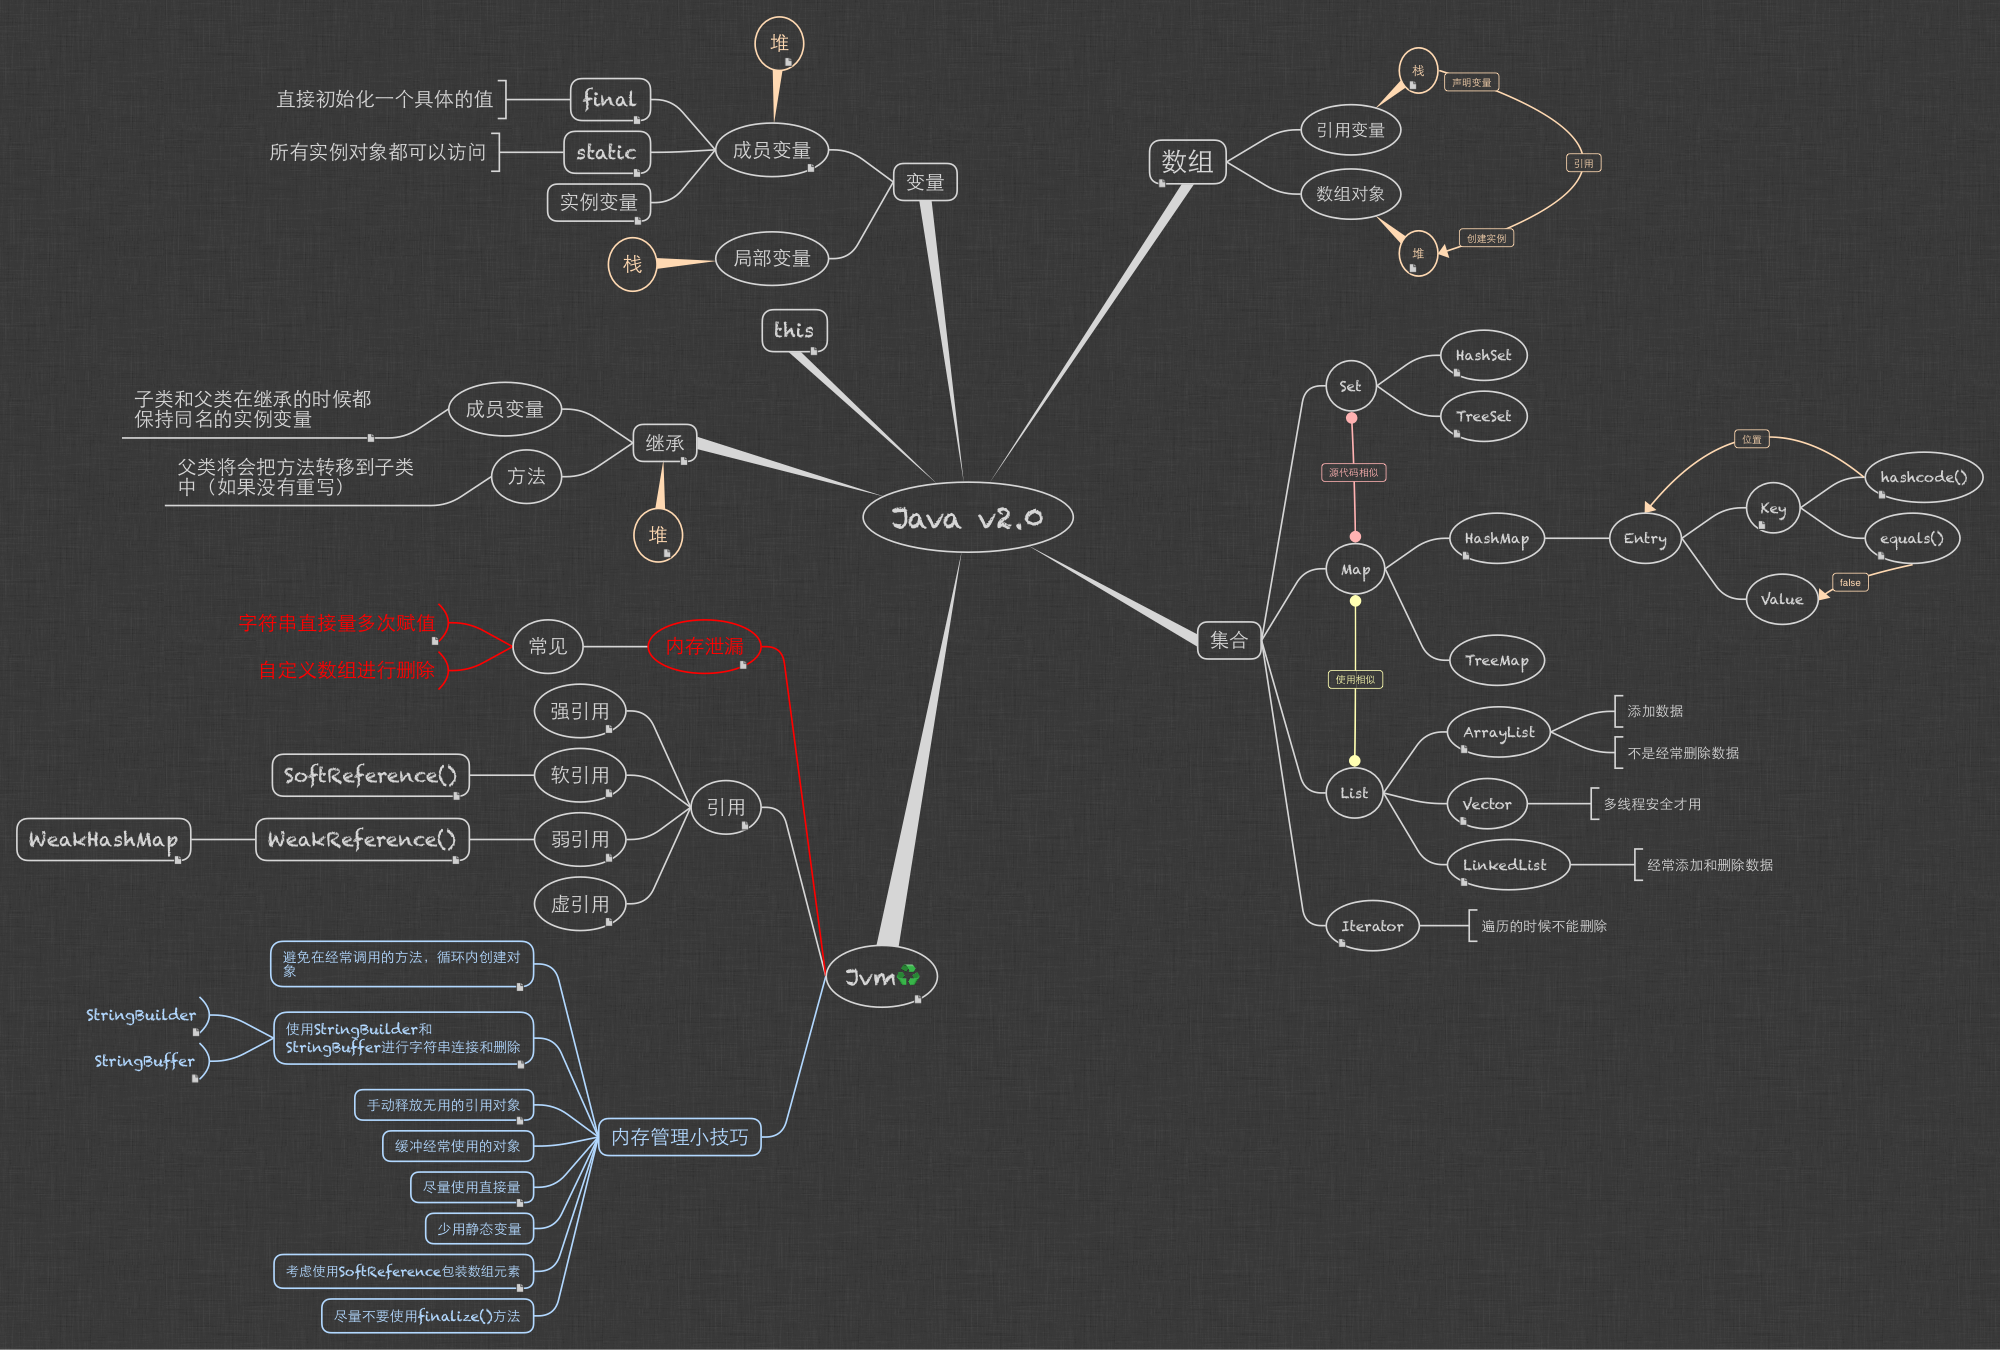 Java v2.0
数组
引用变量
栈
声明变量
引用
数组对象
堆
创建实例
集合
Set
HashSet
TreeSet
源代码相似
Map
HashMap
Entry
位置
Key
hashcode()
equals()
false
Value
TreeMap
使用相似
List
ArrayList
添加数据
不是经常删除数据
Vector
多线程安全才用
LinkedList
经常添加和删除数据
Iterator
遍历的时候不能删除
变量
成员变量
堆
final
直接初始化一个具体的值
static
所有实例对象都可以访问
实例变量
局部变量
栈
this
继承
堆
成员变量
子类和父类在继承的时候都
保持同名的实例变量
方法
父类将会把方法转移到子类
中（如果没有重写）
Jvm
内存泄漏
常见
字符串直接量多次赋值
自定义数组进行删除
引用
强引用
软引用
SoftReference()
弱引用
WeakReference()
WeakHashMap
虚引用
内存管理小技巧
避免在经常调用的方法，循环内创建对
象
使用StringBuilder和
StringBuffer进行字符串连接和删除
StringBuilder
StringBuffer
手动释放无用的引用对象
缓冲经常使用的对象
尽量使用直接量
少用静态变量
考虑使用SoftReference包装数组元素
尽量不要使用finalize()方法